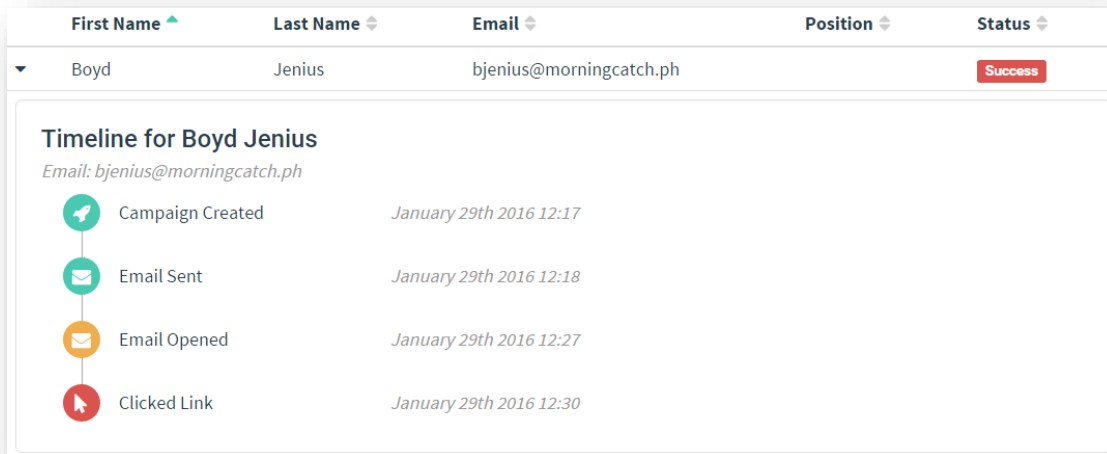 First Name Last Name Email Position Status
Boyd Jenius bjenius@morningcatch.ph Success
Timeline for Boyd Jenius
Email: bjenius@morningcatch.ph
Campaign Created January 29th 2016 12:17
Email Sent January 29th 2016 12:18
Email Opened January 29th 2016 12:27
Clicked Link January 29th 2016 12:30